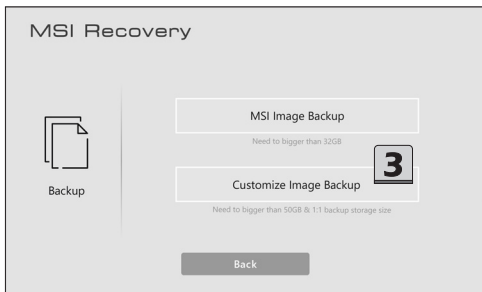 MSI Recovery
MSI Image Backup
Need to bigger than 32GB
3
Backup
Customize Image Backup
Need to bigger than 50GB & 1:1 backup storage size
Back